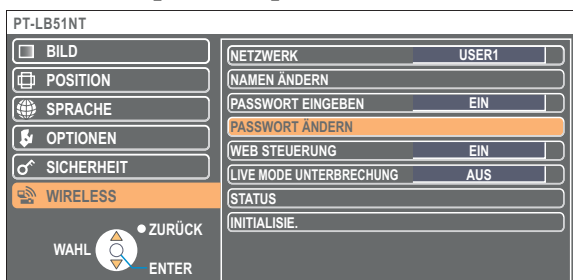 PT-LB51NT
BILD
POSITION
SPRACHE
OPTIONEN
SICHERHEIT
WIRELESS
ZURÜCK
WAHL
ENTER
NETZWERK USER1
NAMEN ÄNDERN
PASSWORT EINGEBEN EIN
PASSWORT ÄNDERN
WEB STEUERUNG EIN
LIVE MODE UNTERBRECHUNG AUS
STATUS
INITIALISIE.